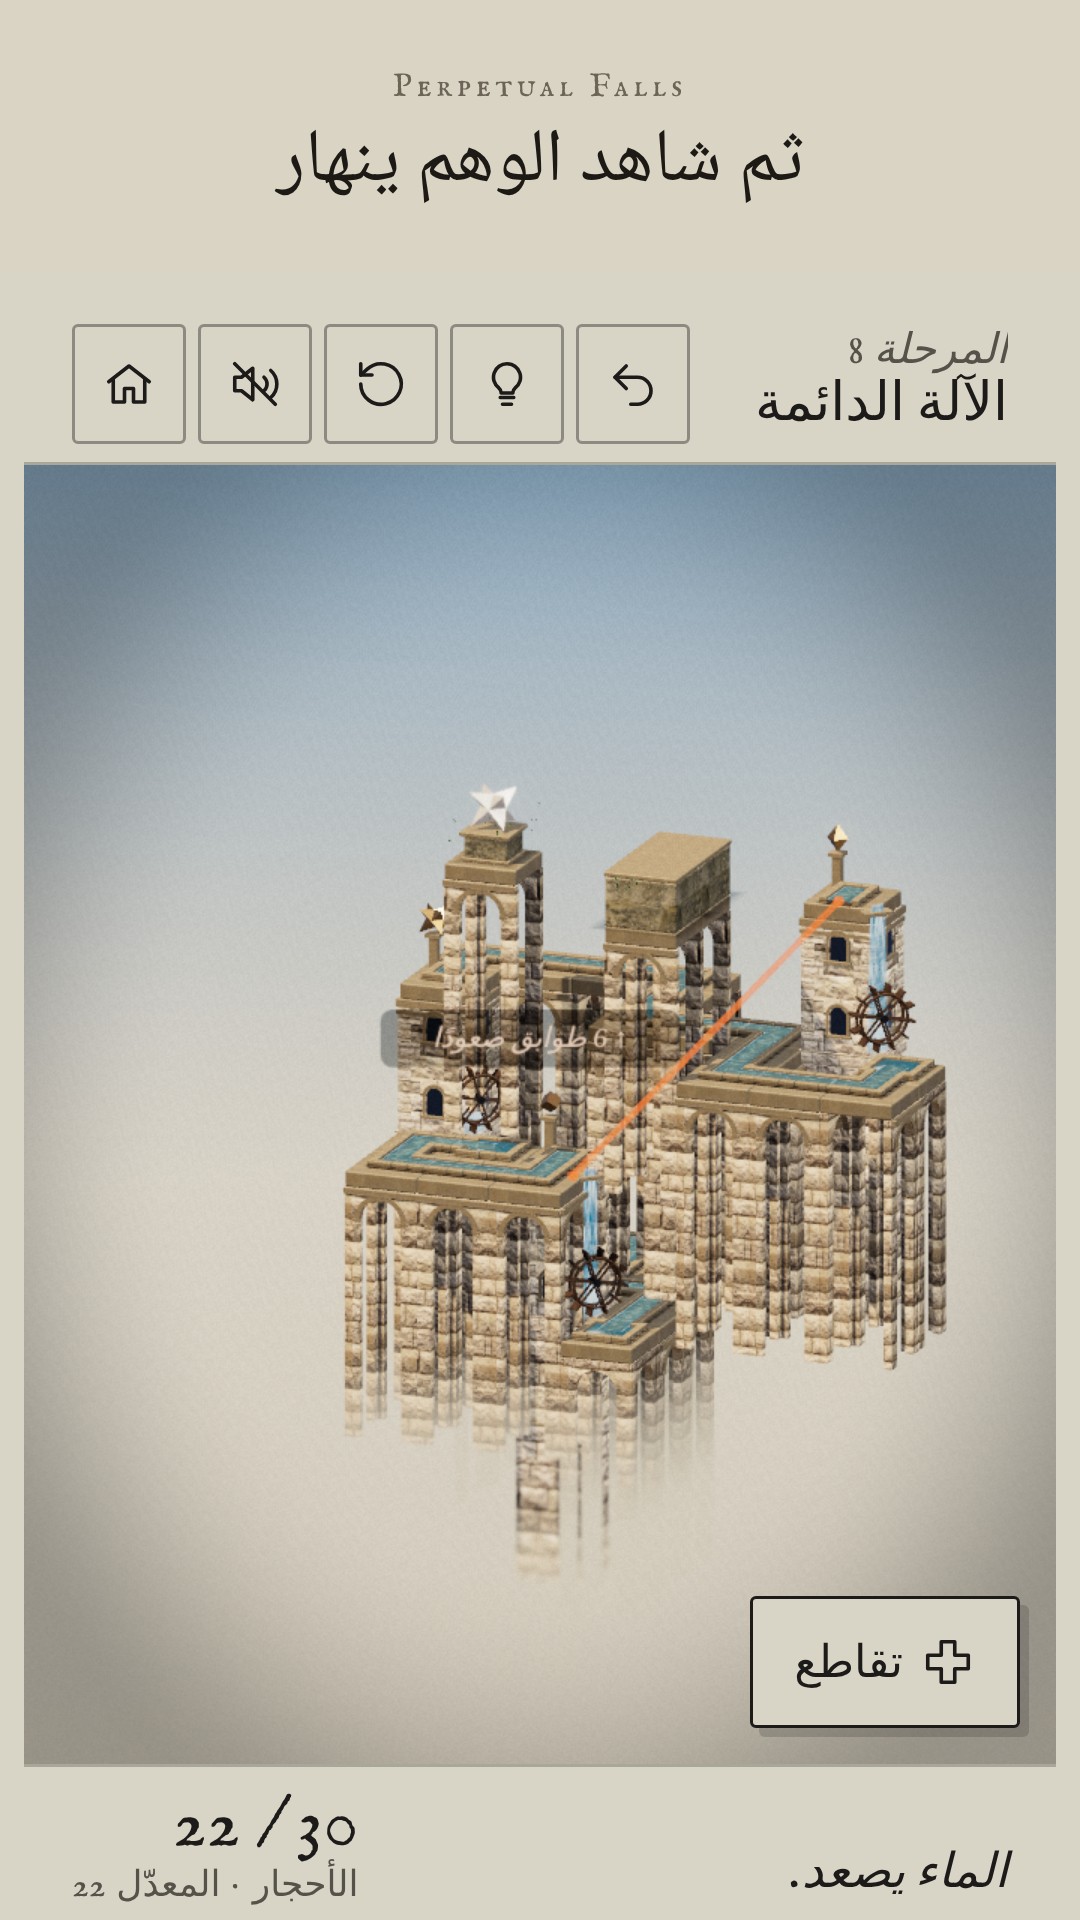 Perpetual Falls
ثم شاهد الوهم ينهار
المرحلة 8
الآلة الدائمة
6 طوابق صعودًا
تقاطع
22 / 30
الأحجار · المعدّل 22
الماء يصعد.